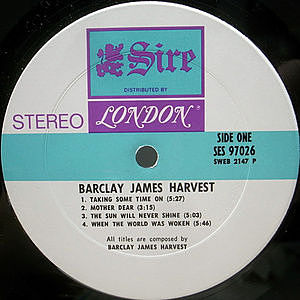 Sire
DISTRIBUTED BY
LONDON®
STEREO
SIDE ONE
SES 97026
SWEB 2147 P
BARCLAY JAMES HARVEST
1. TAKING SOME TIME ON (5:27)
2. MOTHER DEAR (3:15)
3. THE SUN WILL NEVER SHINE (5:03)
4. WHEN THE WORLD WAS WOKEN (5:46)
All titles are composed by
BARCLAY JAMES HARVEST